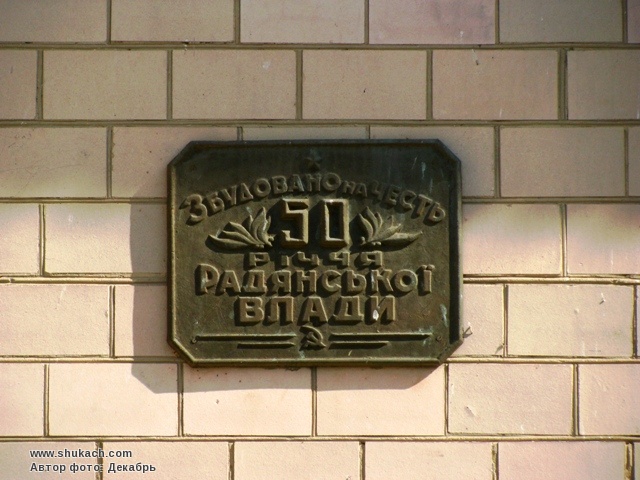 Збудовано на честь
50
річчя
Радянської
влади
www.shukach.com
Автор фото: Декабрь